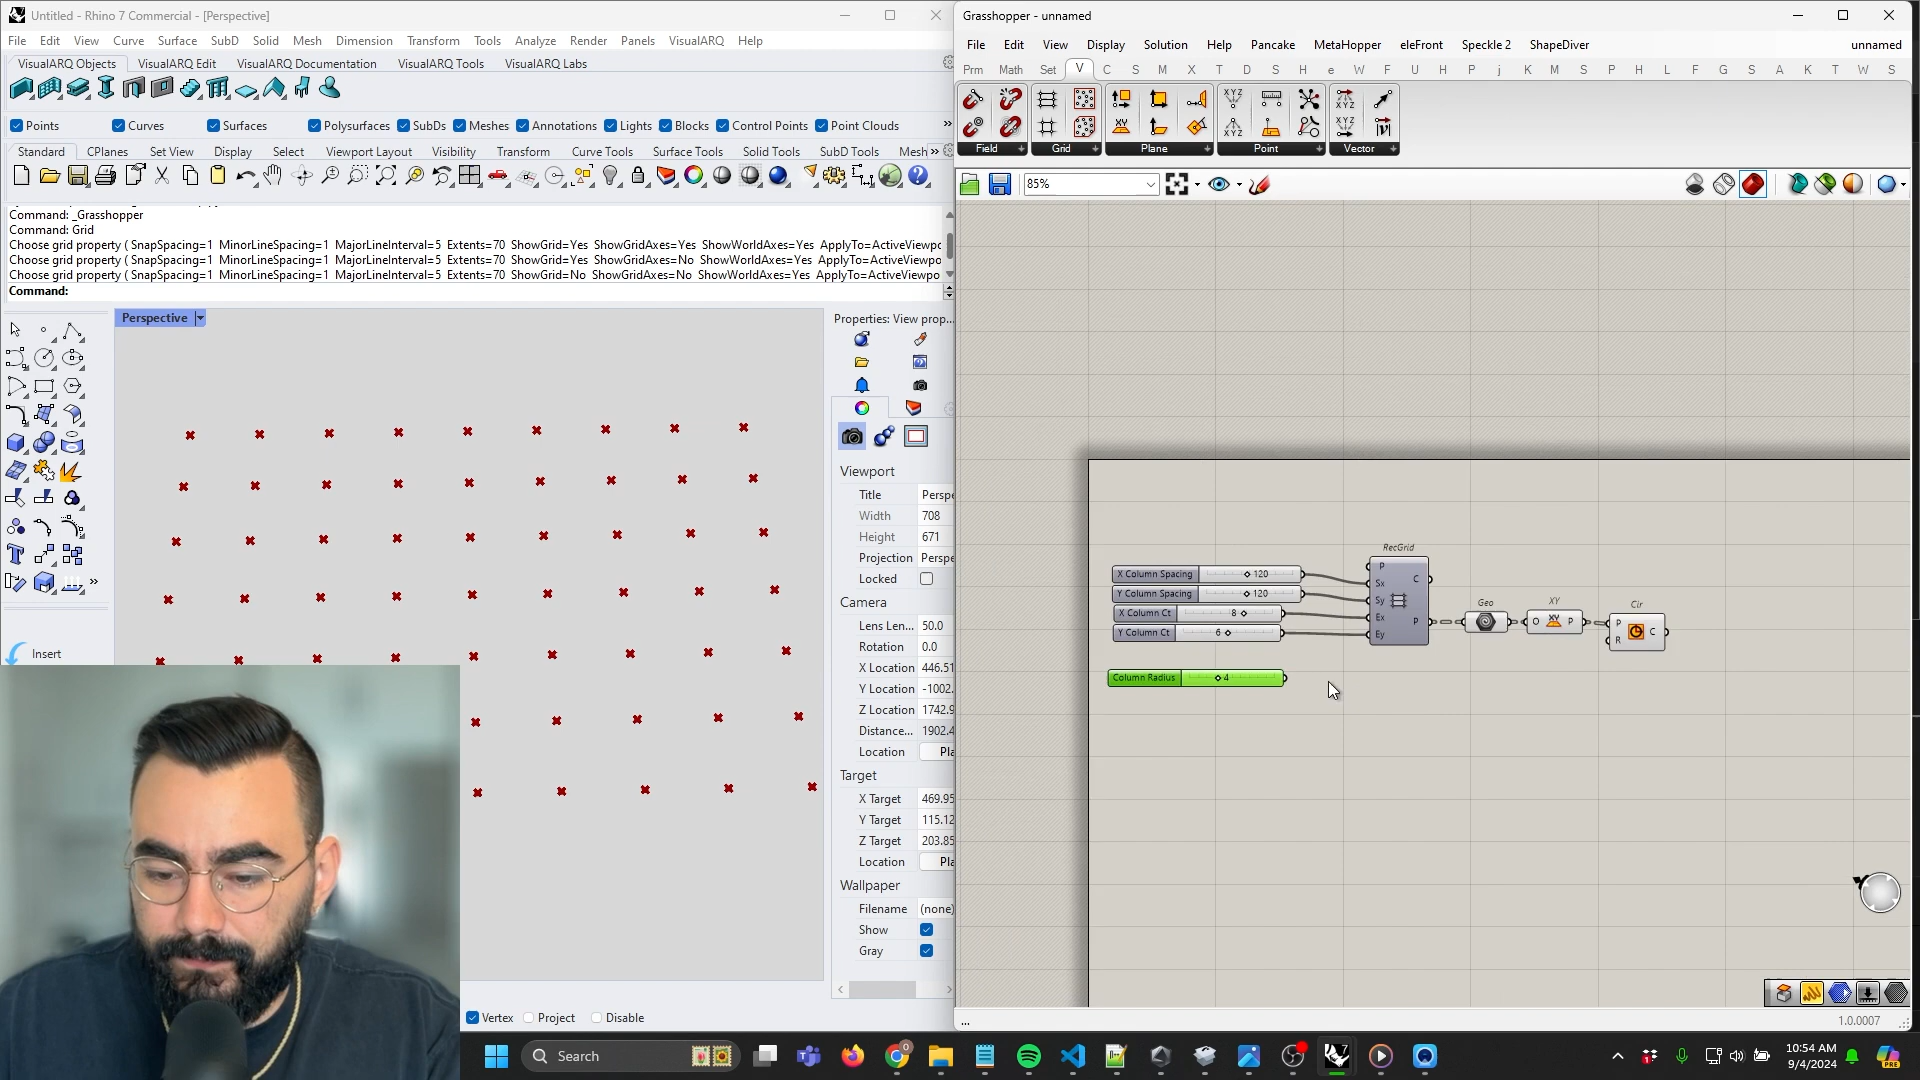 Untitled - Rhino 7 Commercial - [Perspective]
File Edit View Curve Surface SubD Solid Mesh Dimension Transform Tools Analyze Render Panels VisualARQ Help
VisualARQ Objects VisualARQ Edit VisualARQ Documentation VisualARQ Tools VisualARQ Labs
Points Curves Surfaces Polysurfaces SubDs Meshes Annotations Lights Blocks Control Points Point Clouds »
Standard CPlanes Set View Display Select Viewport Layout Visibility Transform Curve Tools Surface Tools Solid Tools SubD Tools Mesh »
Command: _Grasshopper
Command: Grid
Choose grid property ( SnapSpacing=1 MinorLineSpacing=1 MajorLineInterval=5 Extents=70 ShowGrid=Yes ShowGridAxes=Yes ShowWorldAxes=Yes ApplyTo=ActiveViewpo
Choose grid property ( SnapSpacing=1 MinorLineSpacing=1 MajorLineInterval=5 Extents=70 ShowGrid=Yes ShowGridAxes=No ShowWorldAxes=Yes ApplyTo=ActiveViewpo
Choose grid property ( SnapSpacing=1 MinorLineSpacing=1 MajorLineInterval=5 Extents=70 ShowGrid=No ShowGridAxes=No ShowWorldAxes=Yes ApplyTo=ActiveViewpo
Command:
Perspective
»
Insert
Properties: View prop...
Viewport
Title Perspe
Width 708
Height 671
Projection Perspe
Locked
Camera
Lens Len... 50.0
Rotation 0.0
X Location 446.51
Y Location -1002.
Z Location 1742.9
Distance... 1902.4
Location Pla
Target
X Target 469.95
Y Target 115.12
Z Target 203.85
Location Pla
Wallpaper
Filename (none)
Show
Gray
Vertex Project Disable
Grasshopper - unnamed
File Edit View Display Solution Help Pancake MetaHopper eleFront Speckle 2 ShapeDiver unnamed
Prm Math Set V C S M X T D S H e W F U H P j K M S P H L F G S A K T W S
Field Grid Plane Point Vector
85%
RecGrid
X Column Spacing 120
Y Column Spacing 120
X Column Ct 8
Y Column Ct 6
P
Sx
Sy
Ex
Ey
C
P
Geo
XY
O XY P
Cir
P
R
C
Column Radius 4
...
1.0.0007
Search
10:54 AM
9/4/2024
PRE